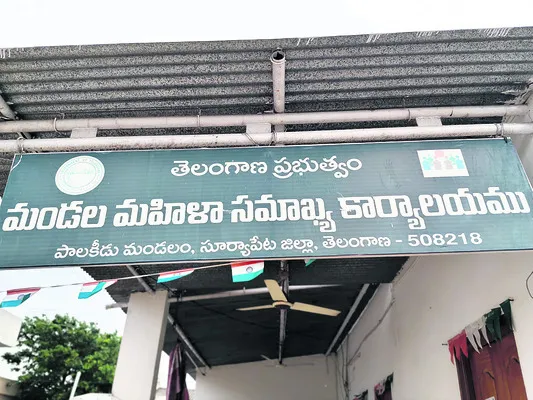 తెలంగాణ ప్రభుత్వం
మండల మహిళా సమాఖ్య కార్యాలయము
పాలకీడు మండలం, సూర్యాపేట జిల్లా, తెలంగాణ - 508218